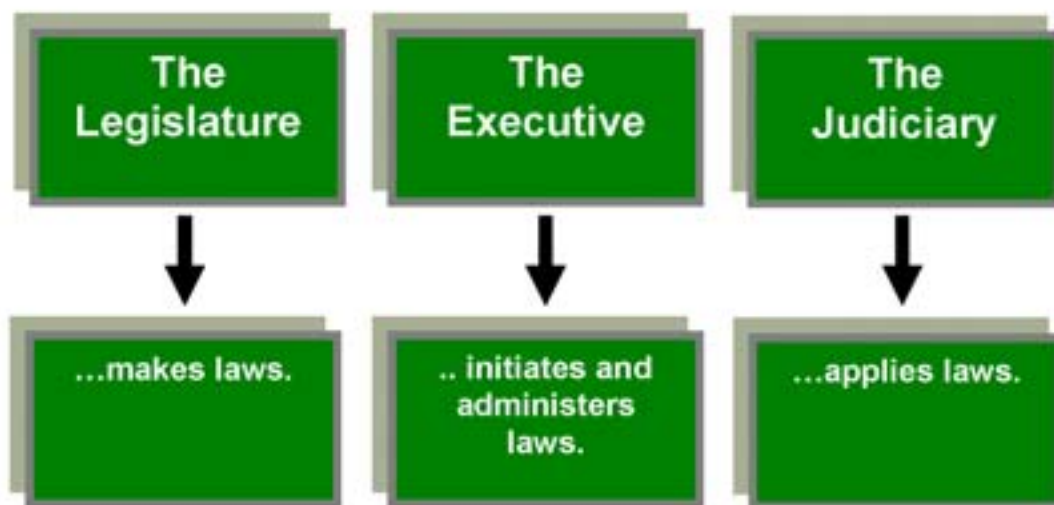 The
Legislature
The
Executive
The
Judiciary
...makes laws.
.. initiates and
administers
laws.
...applies laws.